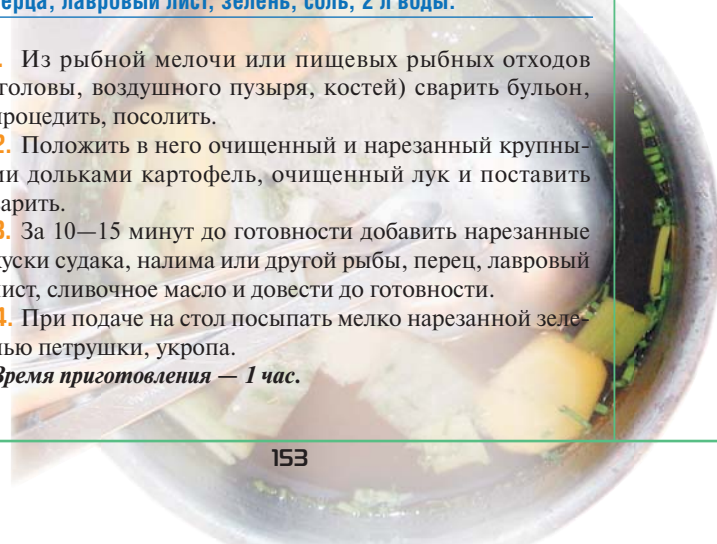 перца, лавровый лист, зелень, соль, 2 л воды.
Из рыбной мелочи или пищевых рыбных отходов
головы, воздушного пузыря, костей) сварить бульон,
процедить, посолить.
2. Положить в него очищенный и нарезанный крупны-
ми дольками картофель, очищенный лук и поставить
варить.
3. За 10—15 минут до готовности добавить нарезанные
куски судака, налима или другой рыбы, перец, лавровый
лист, сливочное масло и довести до готовности.
4. При подаче на стол посыпать мелко нарезанной зеле-
нью петрушки, укропа.
Время приготовления — 1 час.
153